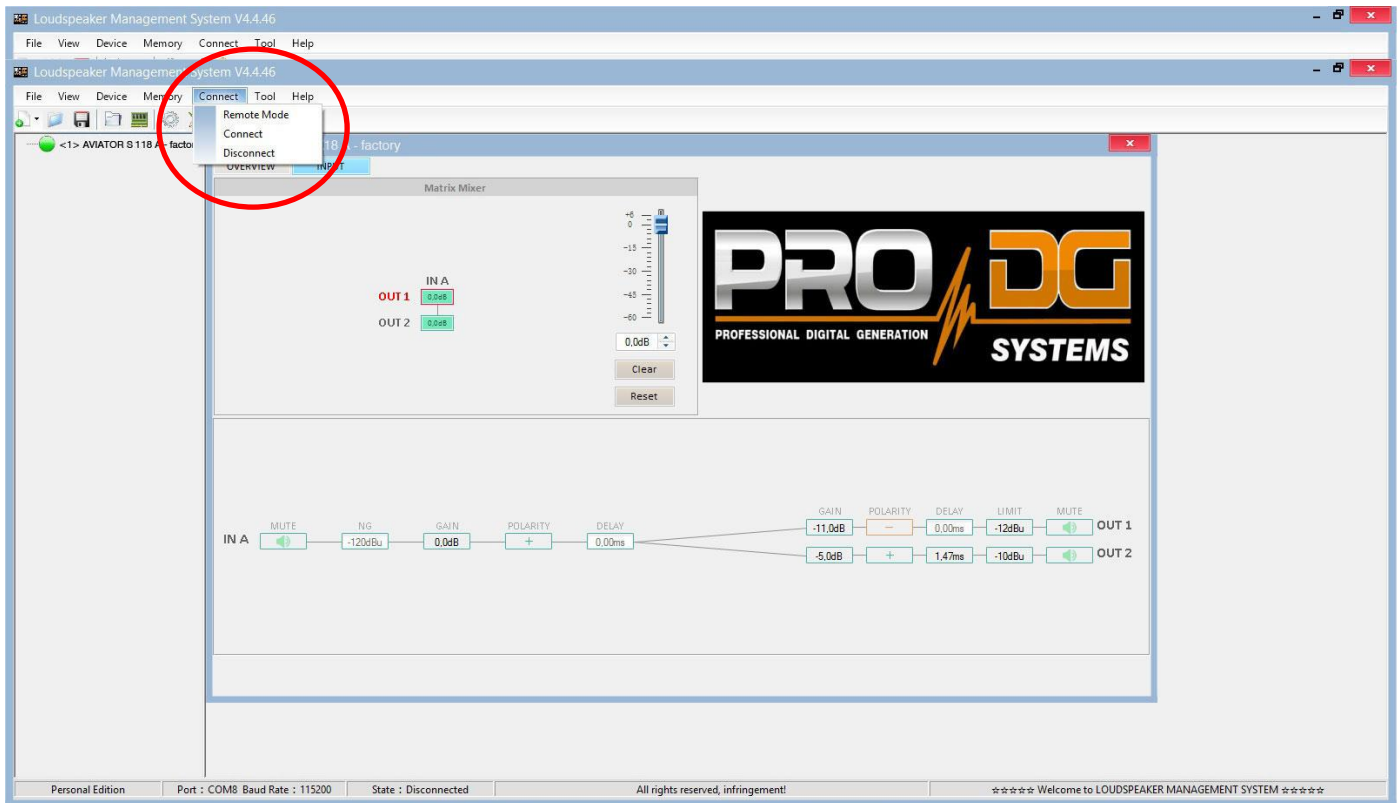 Loudspeaker Management System V4.4.46
File View Device Memory Connect Tool Help
Loudspeaker Management System V4.4.46
File View Device Memory Connect Tool Help
Remote Mode
Connect
Disconnect
<1> AVIATOR S 118 A - factor
18 A - factory
OVERVIEW INPUT
Matrix Mixer
+6
0
-15
-30
-45
-60
IN A
OUT 1 0,0dB
OUT 2 0,0dB
0,0dB
Clear
Reset
PRO DG
PROFESSIONAL DIGITAL GENERATION
SYSTEMS
GAIN POLARITY DELAY LIMIT MUTE
-11,0dB − 0,00ms -12dBu OUT 1
MUTE NG GAIN POLARITY DELAY
IN A -120dBu 0,0dB + 0,00ms
-5,0dB + 1,47ms -10dBu OUT 2
Personal Edition Port : COM8 Baud Rate : 115200 State : Disconnected All rights reserved, infringement! ☆☆☆☆☆ Welcome to LOUDSPEAKER MANAGEMENT SYSTEM ☆☆☆☆☆